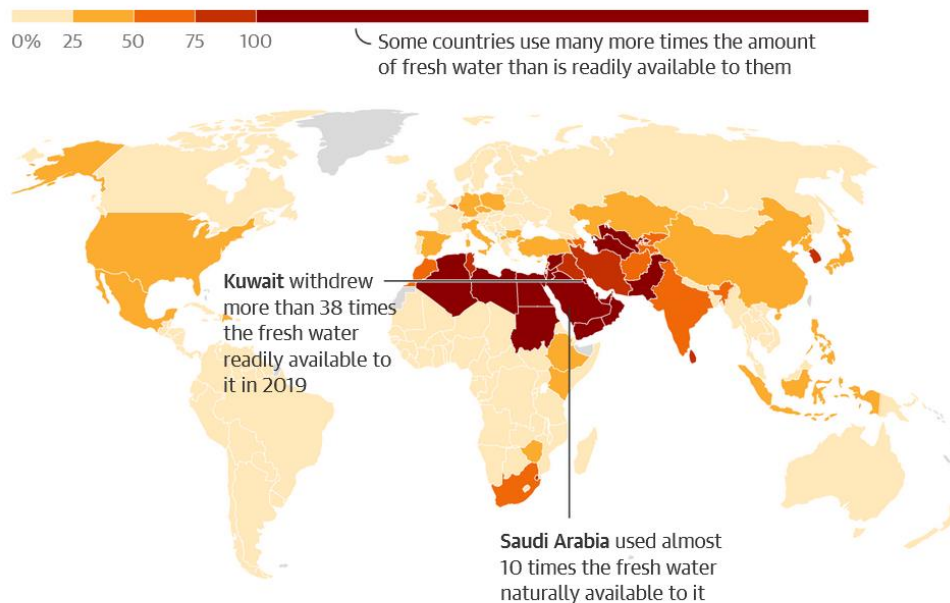 0% 25 50 75 100
Some countries use many more times the amount
of fresh water than is readily available to them
Kuwait withdrew
more than 38 times
the fresh water
readily available to
it in 2019
Saudi Arabia used almost
10 times the fresh water
naturally available to it